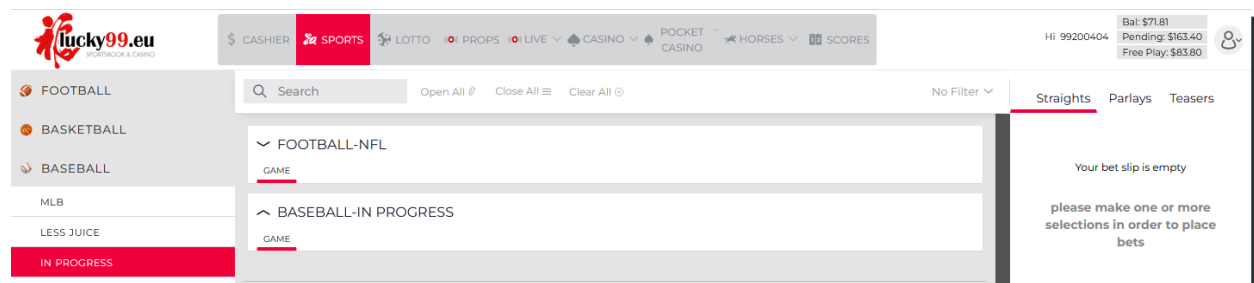 lucky99.eu
SPORTSBOOK & CASINO
$ CASHIER SPORTS LOTTO PROPS LIVE CASINO POCKET CASINO HORSES SCORES
Hi 99200404
Bal: $71.81
Pending: $163.40
Free Play: $83.80
FOOTBALL
BASKETBALL
BASEBALL
MLB
LESS JUICE
IN PROGRESS
Search Open All Close All Clear All No Filter
FOOTBALL-NFL
GAME
BASEBALL-IN PROGRESS
GAME
Straights Parlays Teasers
Your bet slip is empty
please make one or more
selections in order to place
bets